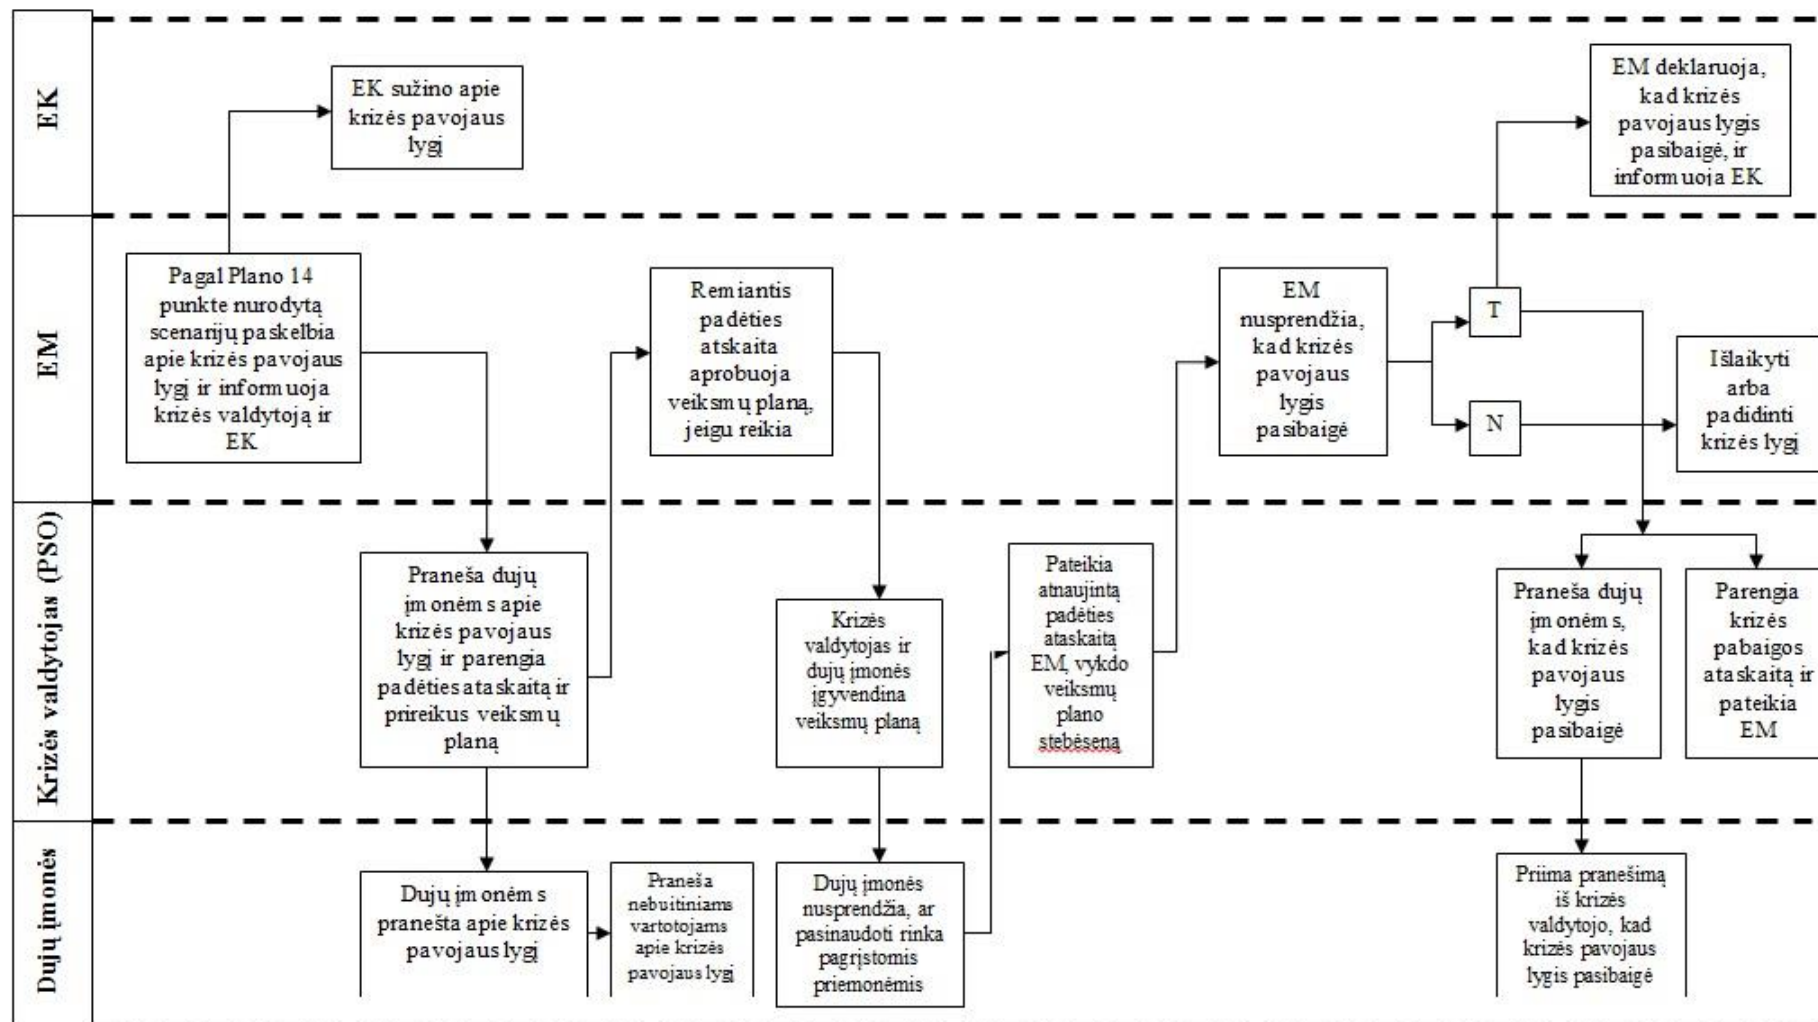 EK
EK sužino apie
krizės pavojaus
lygį
EM deklaruoja,
kad krizės
pavojaus lygis
pasibaigė, ir
informuoja EK
EM
Pagal Plano 14
punkte nurodytą
scenarijų paskelbia
apie krizės pavojaus
lygį ir informuoja
krizės valdytoją ir
EK
Remiantis
padėties
atskaita
aprobuoja
veiksmų planą,
jeigu reikia
EM
nusprendžia,
kad krizės
pavojaus
lygis
pasibaigė
T
N
Išlaikyti
arba
padidinti
krizės lygį
Krizės valdytojas (PSO)
Praneša dujų
įmonėms apie
krizės pavojaus
lygį ir parengia
padėties ataskaitą ir
prireikus veiksmų
planą
Krizės
valdytojas ir
dujų įmonės
įgyvendina
veiksmų planą
Pateikia
atnaujintą
padėties
ataskaitą
EM, vykdo
veiksmų
plano
stebėseną
Praneša dujų
įmonėms,
kad krizės
pavojaus
lygis
pasibaigė
Parengia
krizės
pabaigos
ataskaitą ir
pateikia
EM
Dujų įmonės
Dujų įmonėms
pranešta apie krizės
pavojaus lygį
Praneša
nebuitiniams
vartotojams
apie krizės
pavojaus lygį
Dujų įmonės
nusprendžia, ar
pasinaudoti rinka
pagrįstomis
priemonėmis
Priima pranešimą
iš krizės
valdytojo, kad
krizės pavojaus
lygis pasibaigė